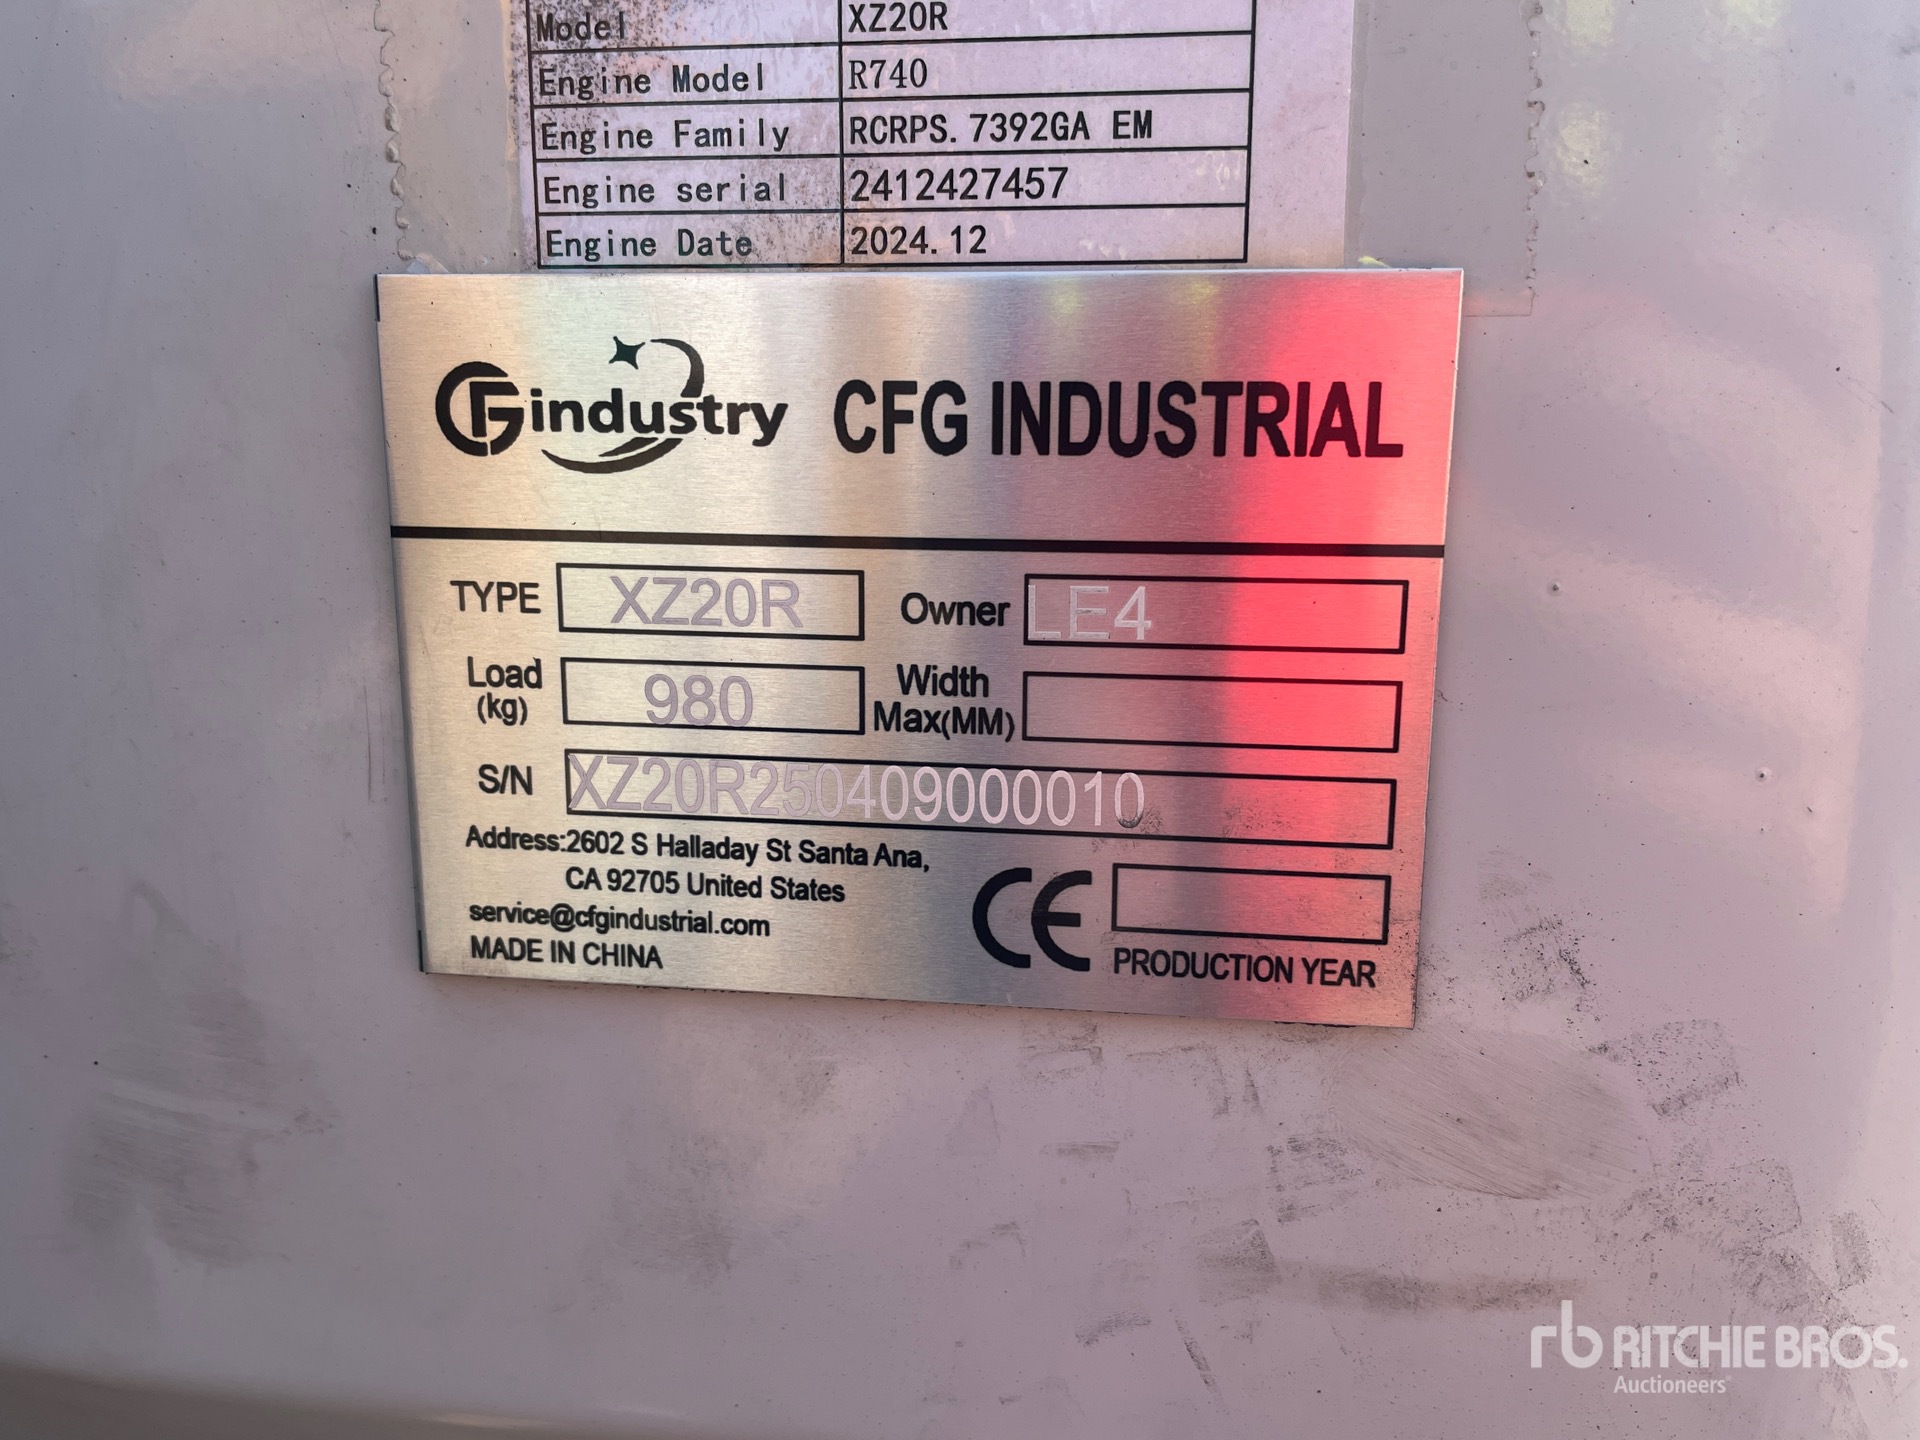 Model XZ20R
Engine Model R740
Engine Family RCRPS.7392GA EM
Engine serial 2412427457
Engine Date 2024.12
CFGindustry CFG INDUSTRIAL
TYPE XZ20R Owner LE4
Load (kg) 980 Width Max(MM)
S/N XZ20R250409000010
Address:2602 S Halladay St Santa Ana,
CA 92705 United States
service@cfgindustrial.com
MADE IN CHINA
CE PRODUCTION YEAR
rb RITCHIE BROS.
Auctioneers